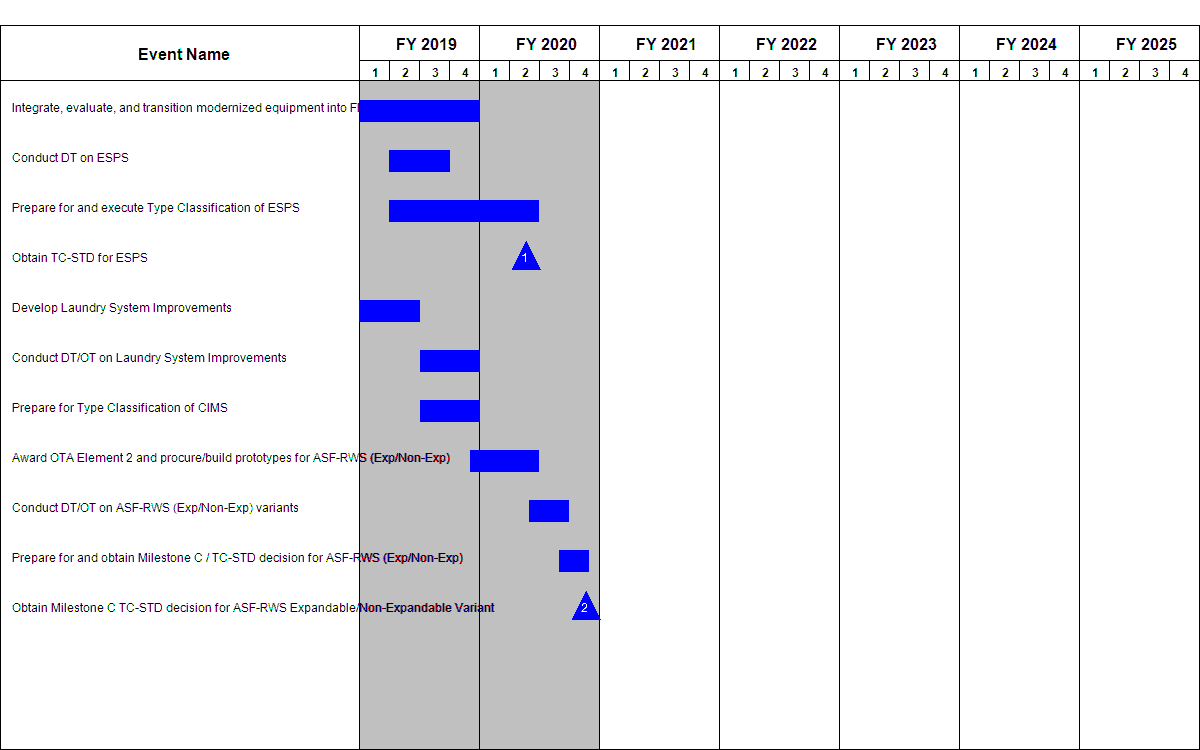 Event Name
FY 2019 FY 2020 FY 2021 FY 2022 FY 2023 FY 2024 FY 2025
1 2 3 4 1 2 3 4 1 2 3 4 1 2 3 4 1 2 3 4 1 2 3 4 1 2 3 4
Integrate, evaluate, and transition modernized equipment into
Conduct DT on ESPS
Prepare for and execute Type Classification of ESPS
Obtain TC-STD for ESPS
1
Develop Laundry System Improvements
Conduct DT/OT on Laundry System Improvements
Prepare for Type Classification of CIMS
Award OTA Element 2 and procure/build prototypes for ASF-RWS (Exp/Non-Exp)
Conduct DT/OT on ASF-RWS (Exp/Non-Exp) variants
Prepare for and obtain Milestone C / TC-STD decision for ASF-RWS (Exp/Non-Exp)
Obtain Milestone C TC-STD decision for ASF-RWS Expandable/Non-Expandable Variant
2